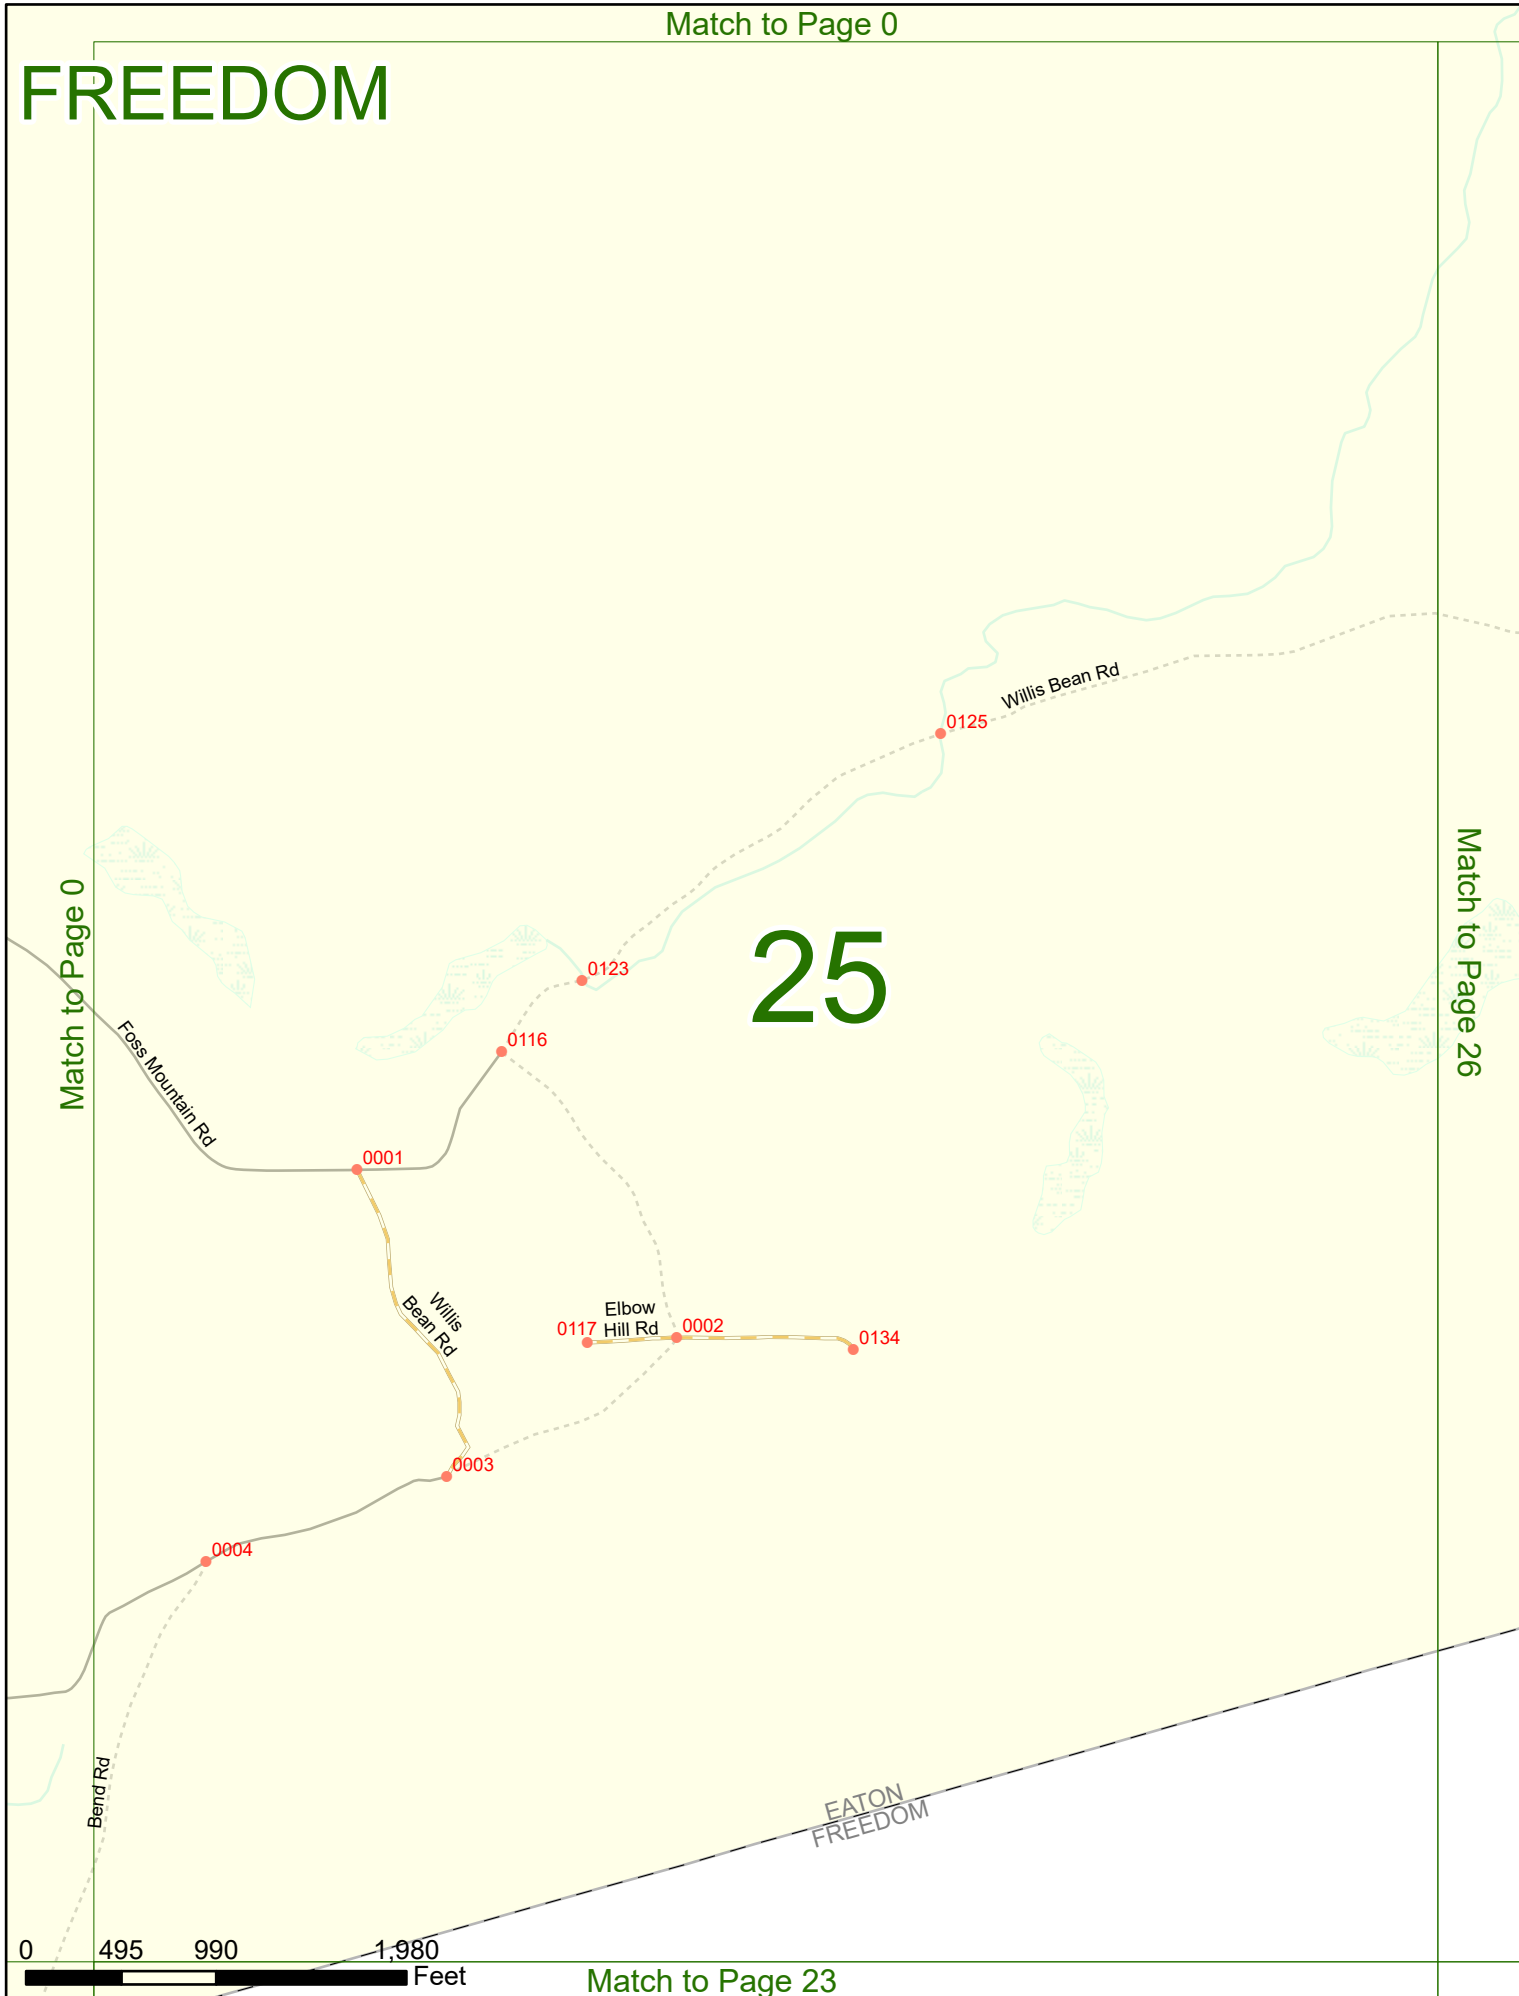 Match to Page 0
FREEDOM
Willis Bean Rd
0125
Match to Page 0
Match to Page 26
25
0123
0116
Foss Mountain Rd
0001
Willis
Bean Rd
Elbow
Hill Rd
0117
0002
0134
0003
0004
Bend Rd
EATON
FREEDOM
0 495 990 1,980
Feet
Match to Page 23